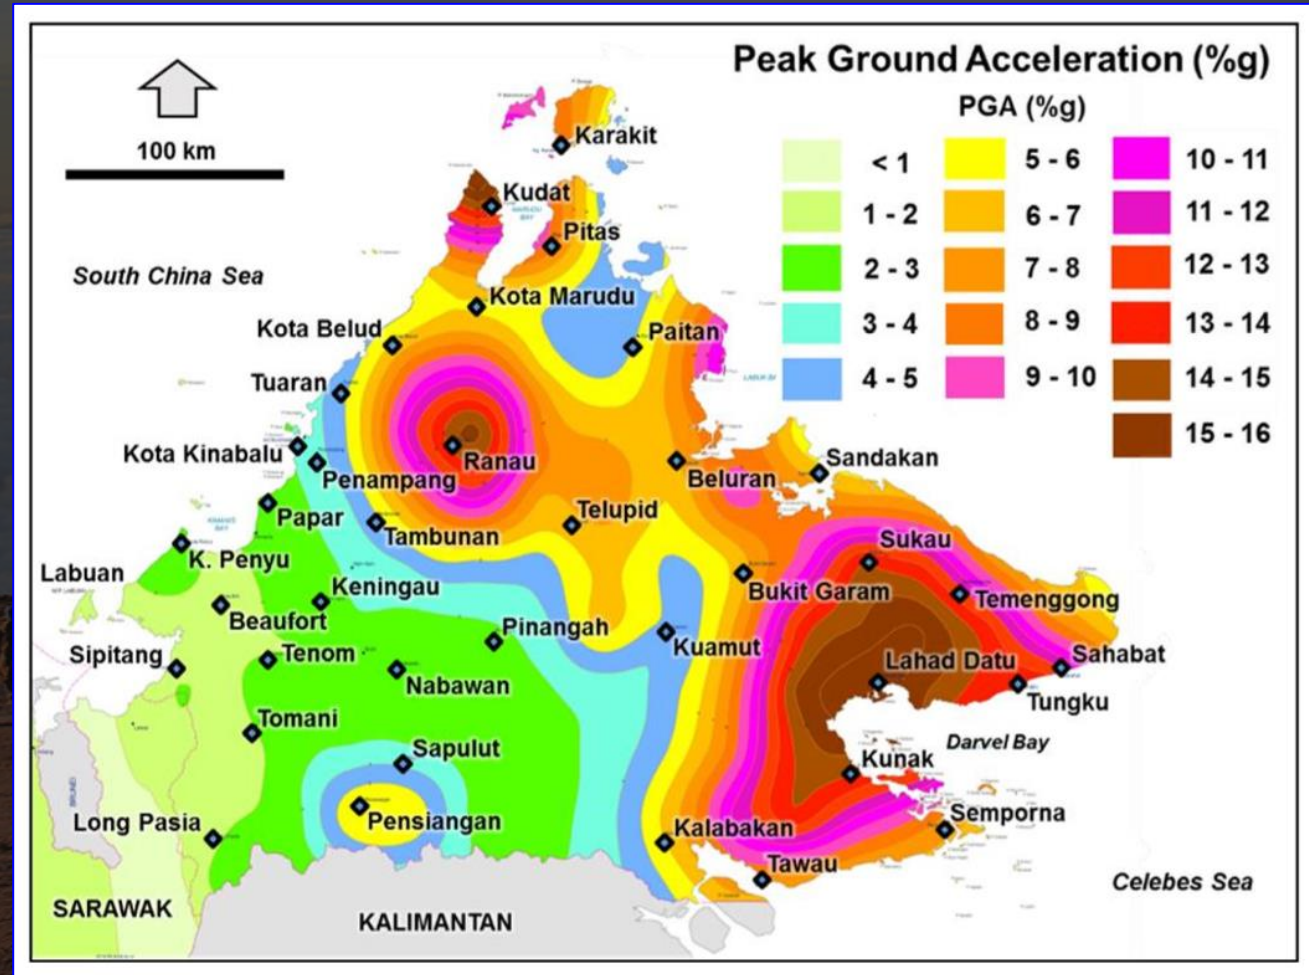 Peak Ground Acceleration (%g)
PGA (%g)
100 km
< 1
5 - 6
10 - 11
1 - 2
6 - 7
11 - 12
2 - 3
7 - 8
12 - 13
3 - 4
8 - 9
13 - 14
4 - 5
9 - 10
14 - 15
15 - 16
South China Sea
Karakit
Kudat
Pitas
Kota Marudu
Kota Belud
Paitan
Tuaran
Kota Kinabalu
Ranau
Penampang
Beluran
Sandakan
Papar
Tambunan
Telupid
K. Penyu
Sukau
Labuan
Keningau
Bukit Garam
Temenggong
Beaufort
Pinangah
Kuamut
Sipitang
Tenom
Nabawan
Lahad Datu
Sahabat
Tungku
Tomani
Sapulut
Darvel Bay
Kunak
Long Pasia
Pensiangan
Kalabakan
Semporna
Tawau
Celebes Sea
SARAWAK
KALIMANTAN
BRUNEI